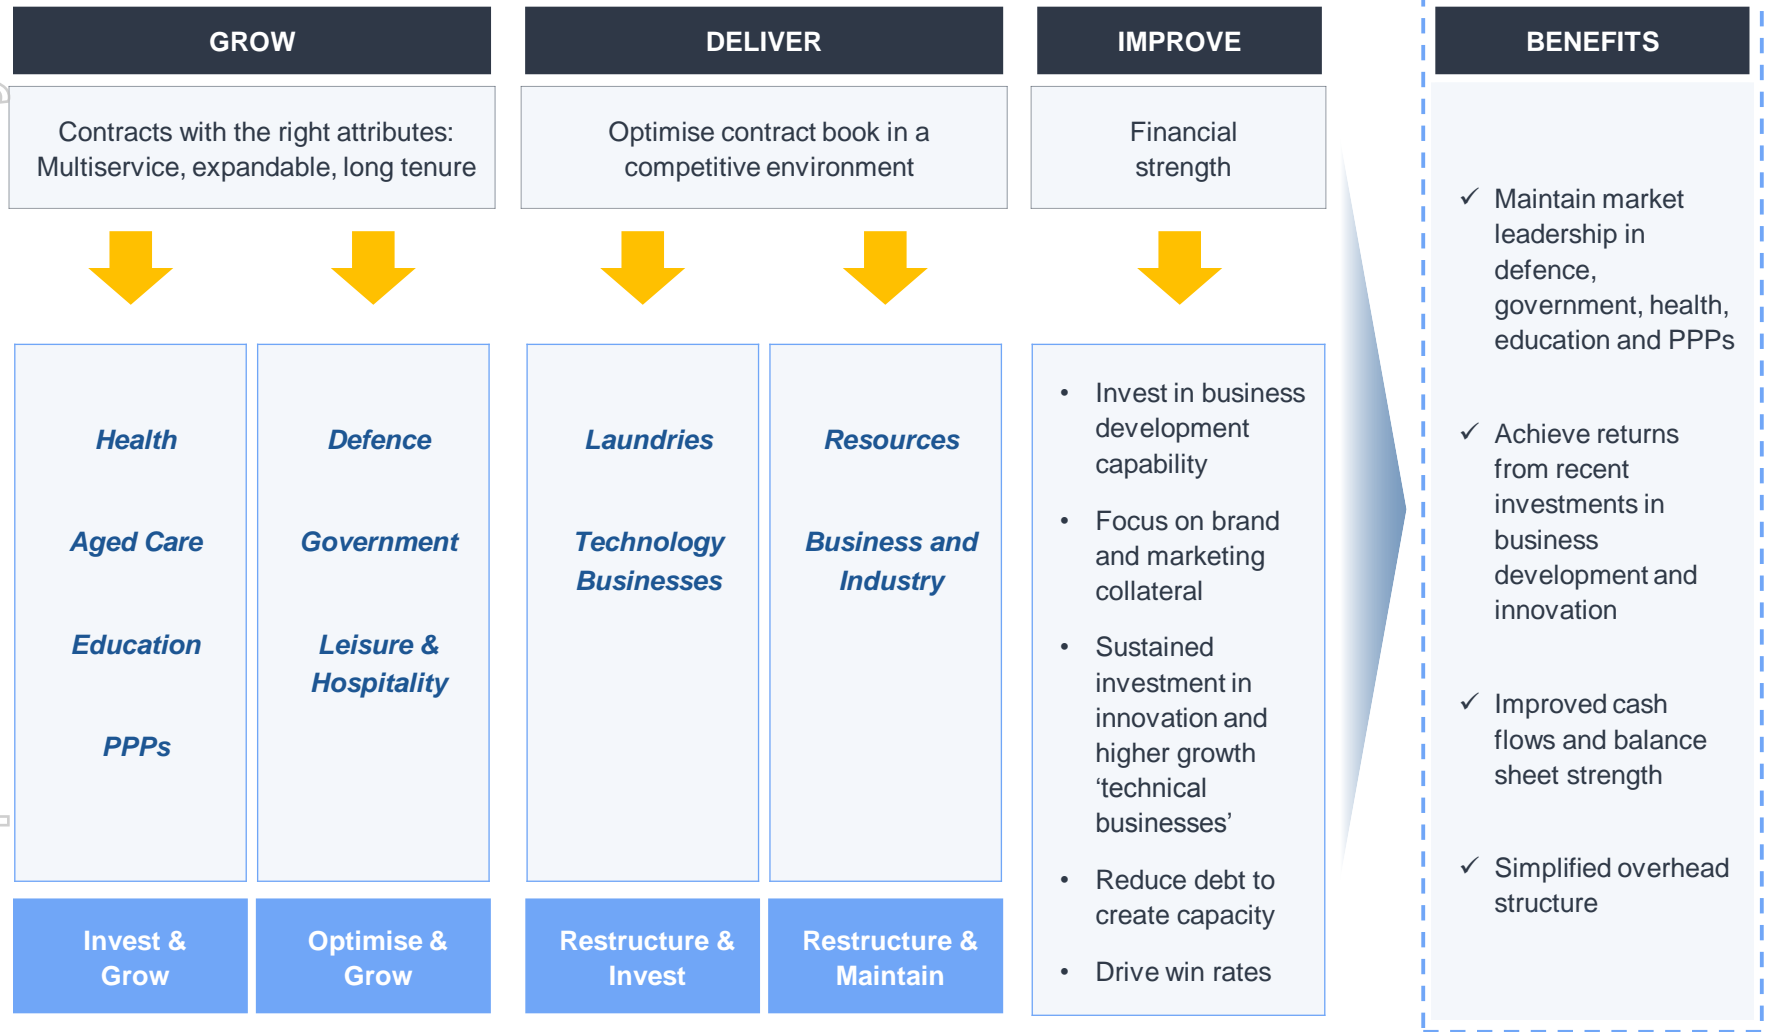 GROW
Contracts with the right attributes:
Multiservice, expandable, long tenure
Health
Aged Care
Education
PPPs
Invest &
Grow
Defence
Government
Leisure &
Hospitality
Optimise &
Grow
DELIVER
Optimise contract book in a
competitive environment
Laundries
Technology
Businesses
Restructure &
Invest
Resources
Business and
Industry
Restructure &
Maintain
IMPROVE
Financial
strength
• Invest in business
development
capability
• Focus on brand
and marketing
collateral
• Sustained
investment in
innovation and
higher growth
‘technical
businesses’
• Reduce debt to
create capacity
• Drive win rates
BENEFITS
✓ Maintain market
leadership in
defence,
government, health,
education and PPPs
✓ Achieve returns
from recent
investments in
business
development and
innovation
✓ Improved cash
flows and balance
sheet strength
✓ Simplified overhead
structure